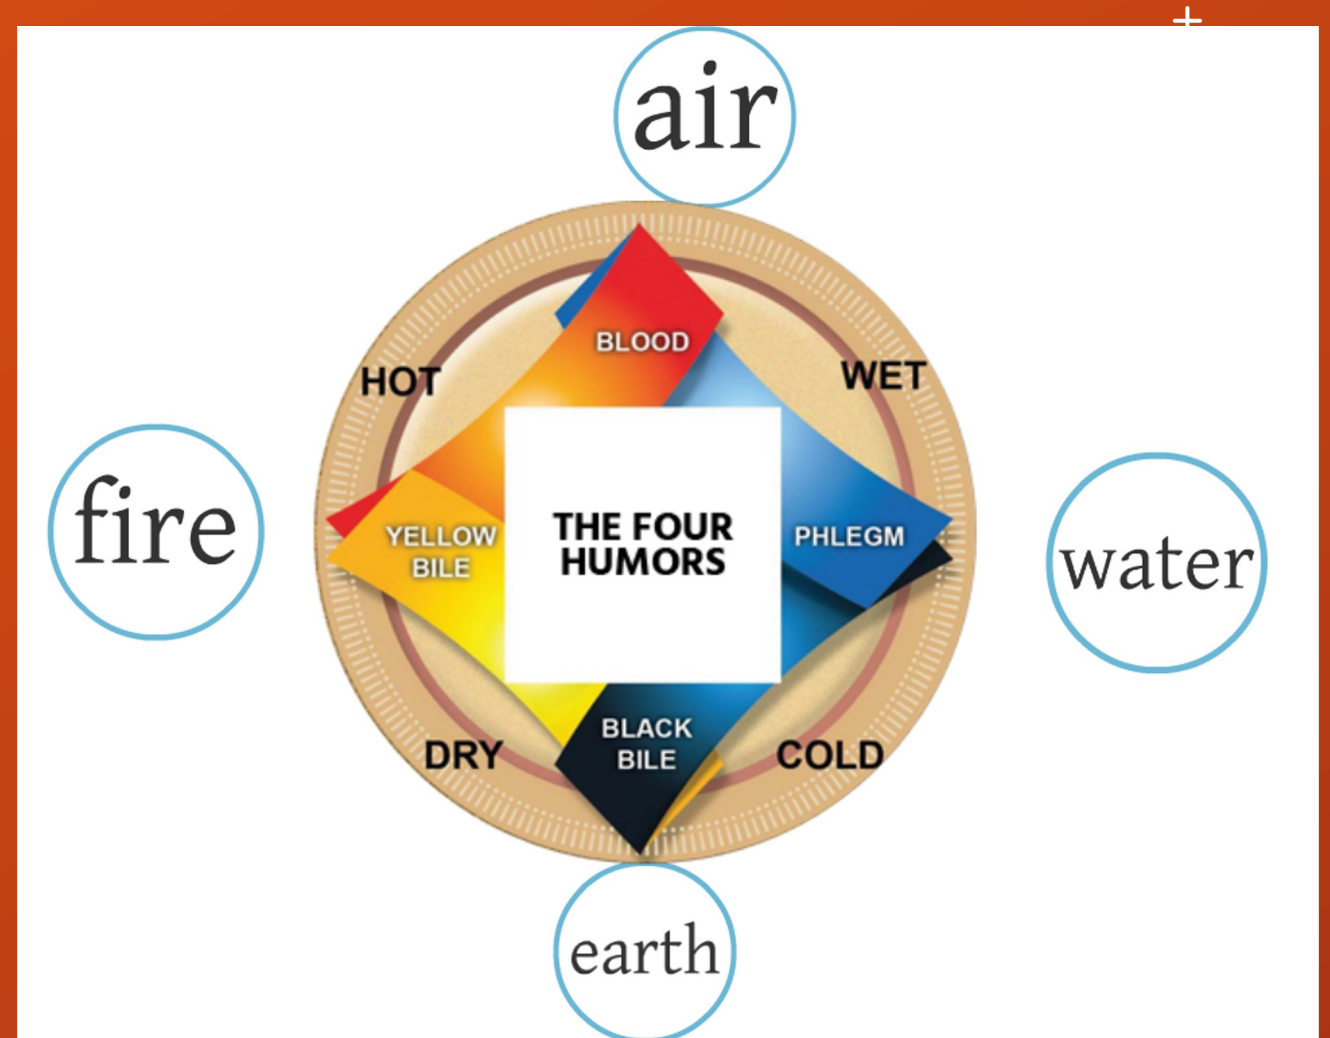 air
BLOOD
HOT
WET
fire
YELLOW
BILE
THE FOUR
HUMORS
PHLEGM
water
BLACK
BILE
DRY
COLD
earth